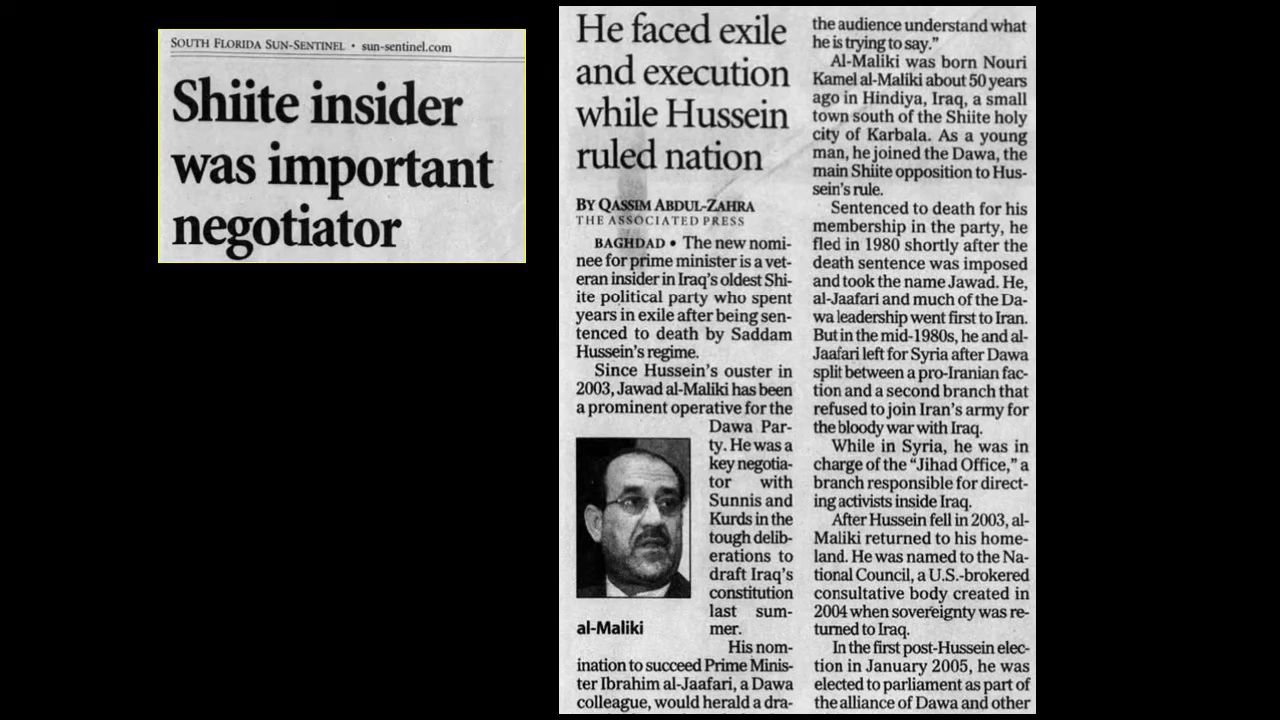 SOUTH FLORIDA SUN-SENTINEL • sun-sentinel.com
Shiite insider
was important
negotiator
He faced exile
and execution
while Hussein
ruled nation
BY QASSIM ABDUL-ZAHRA
THE ASSOCIATED PRESS
BAGHDAD • The new nomi-
nee for prime minister is a vet-
eran insider in Iraq's oldest Shi-
ite political party who spent
years in exile after being sen-
tenced to death by Saddam
Hussein's regime.
Since Hussein's ouster in
2003, Jawad al-Maliki has been
a prominent operative for the
Dawa Par-
ty. He was a
key negotia-
tor with
Sunnis and
Kurds in the
tough delib-
erations to
draft Iraq's
constitution
last sum-
mer.
al-Maliki
His nom-
ination to succeed Prime Minis-
ter Ibrahim al-Jaafari, a Dawa
colleague, would herald a dra-
the audience understand what
he is trying to say."
Al-Maliki was born Nouri
Kamel al-Maliki about 50 years
ago in Hindiya, Iraq, a small
town south of the Shiite holy
city of Karbala. As a young
man, he joined the Dawa, the
main Shiite opposition to Hus-
sein's rule.
Sentenced to death for his
membership in the party, he
fled in 1980 shortly after the
death sentence was imposed
and took the name Jawad. He,
al-Jaafari and much of the Da-
wa leadership went first to Iran.
But in the mid-1980s, he and al-
Jaafari left for Syria after Dawa
split between a pro-Iranian fac-
tion and a second branch that
refused to join Iran's army for
the bloody war with Iraq.
While in Syria, he was in
charge of the "Jihad Office," a
branch responsible for direct-
ing activists inside Iraq.
After Hussein fell in 2003, al-
Maliki returned to his home-
land. He was named to the Na-
tional Council, a U.S.-brokered
consultative body created in
2004 when sovereignty was re-
turned to Iraq.
In the first post-Hussein elec-
tion in January 2005, he was
elected to parliament as part of
the alliance of Dawa and other